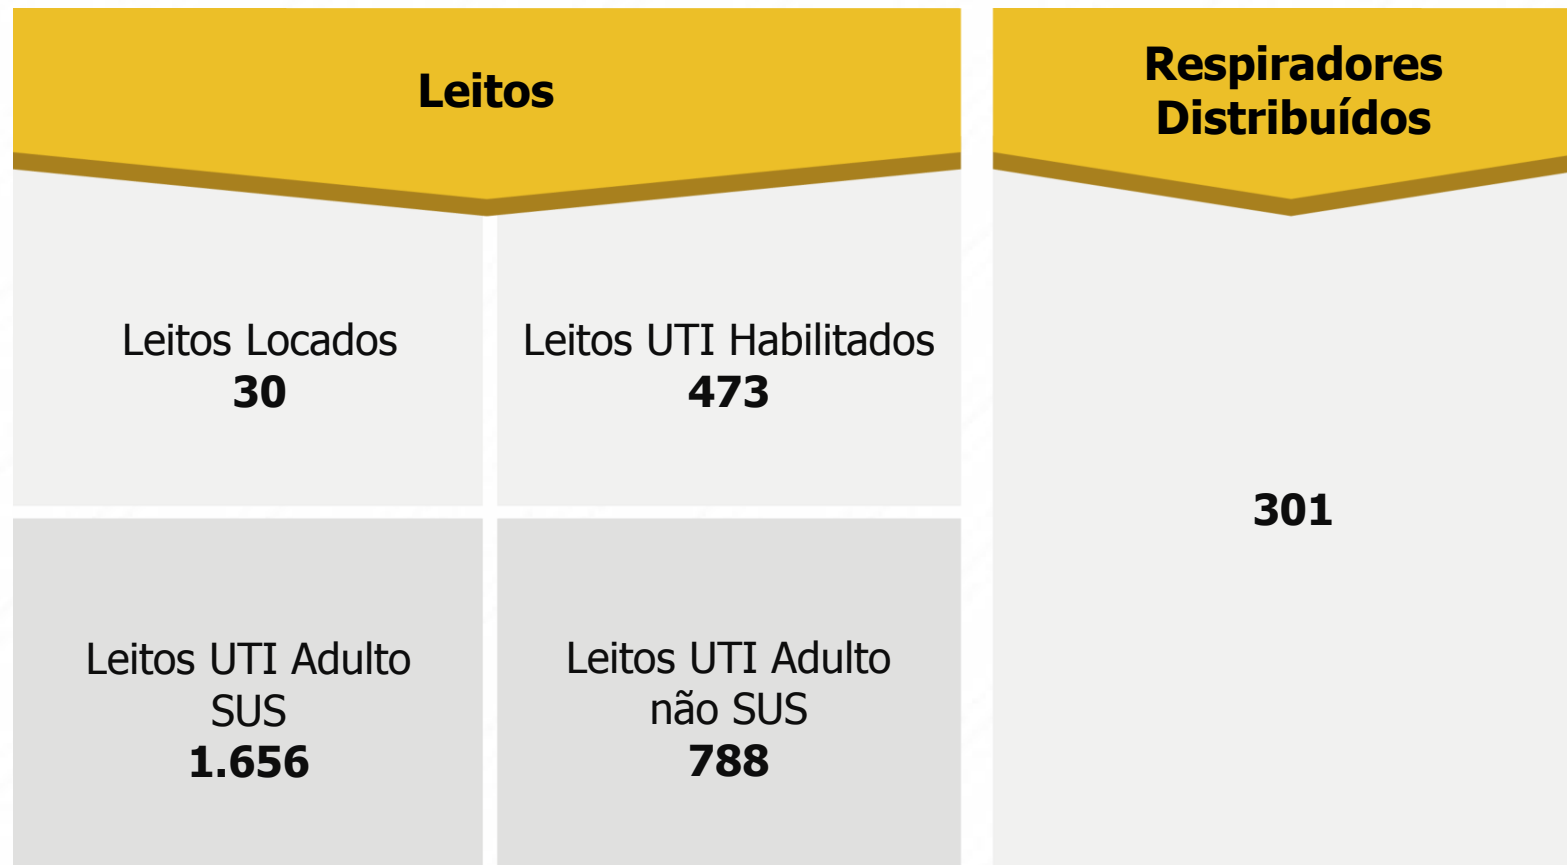 Leitos
Leitos Locados
30
Leitos UTI Habilitados
473
Leitos UTI Adulto
SUS
1.656
Leitos UTI Adulto
não SUS
788
Respiradores
Distribuídos
301